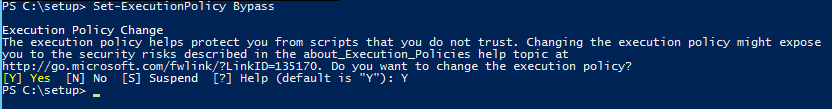 PS C:\setup> Set-ExecutionPolicy Bypass
Execution Policy Change
The execution policy helps protect you from scripts that you do not trust. Changing the execution policy might expose
you to the security risks described in the about_Execution_Policies help topic at
http://go.microsoft.com/fwlink/?LinkID=135170. Do you want to change the execution policy?
[Y] Yes  [N] No  [S] Suspend  [?] Help (default is "Y"): Y
PS C:\setup> _